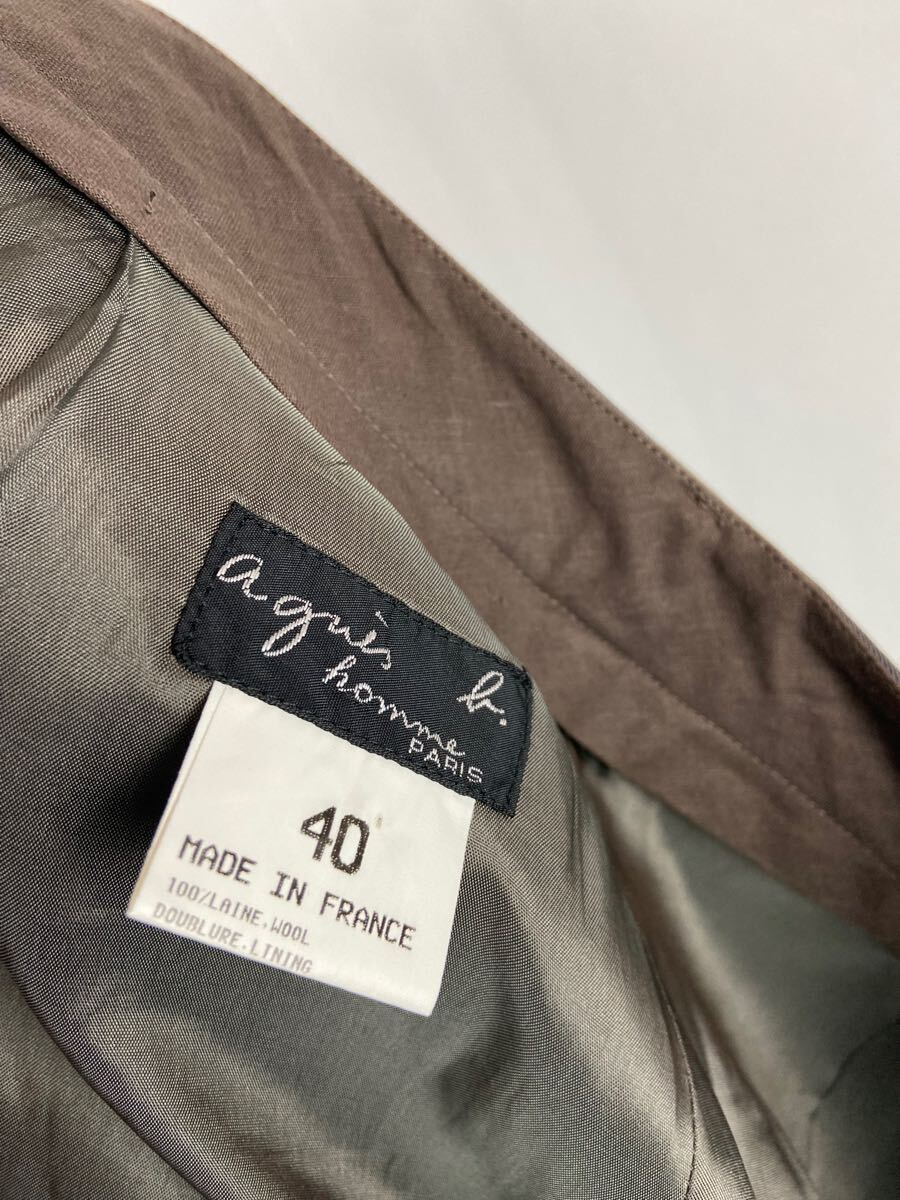 agnès b.
homme
PARIS
40
MADE IN FRANCE
100/LAINE,WOOL
DOUBLURE.LINING